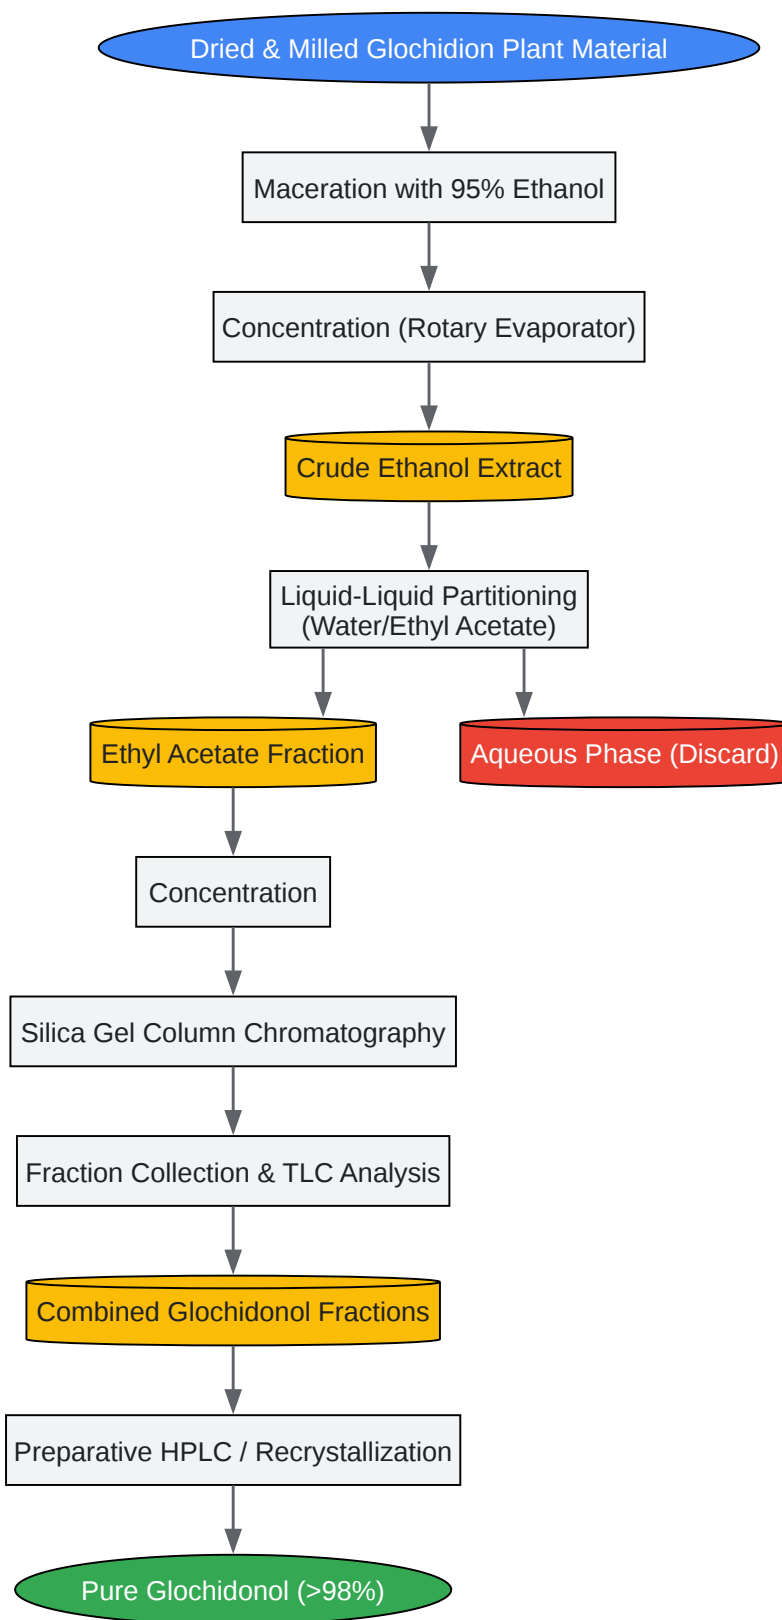 Dried & Milled Glochidion Plant Material
Maceration with 95% Ethanol
Concentration (Rotary Evaporator)
Crude Ethanol Extract
Liquid-Liquid Partitioning
(Water/Ethyl Acetate)
Ethyl Acetate Fraction
Aqueous Phase (Discard)
Concentration
Silica Gel Column Chromatography
Fraction Collection & TLC Analysis
Combined Glochidonol Fractions
Preparative HPLC / Recrystallization
Pure Glochidonol (>98%)